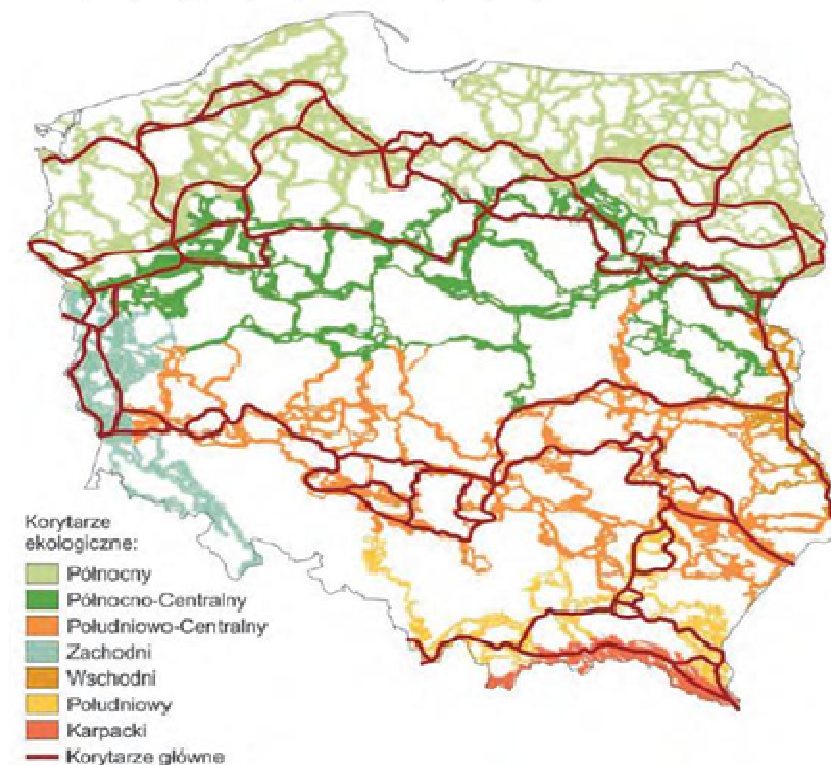 Korytarze
ekologiczne:
Północny
Północno-Centralny
Południowo-Centralny
Zachodni
Wschodni
Południowy
Karpacki
Korytarze główne